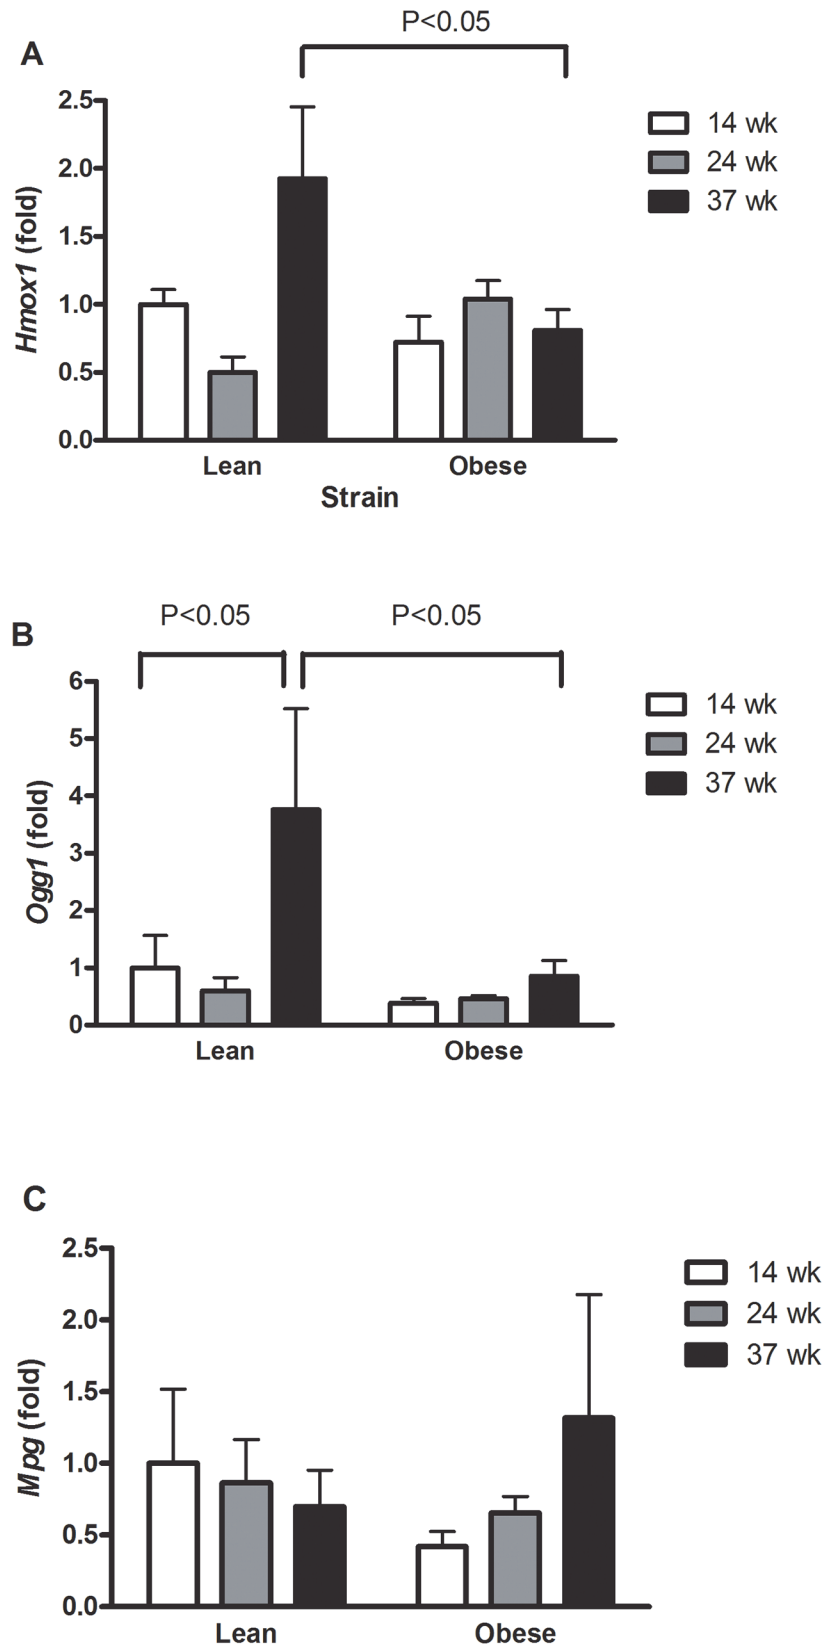 P<0.05
A
2.5
2.0
1.5
1.0
0.5
0.0
Hmox1 (fold)
14 wk
24 wk
37 wk
Lean
Obese
Strain
P<0.05
P<0.05
B
6
5
4
3
2
1
0
Ogg1 (fold)
14 wk
24 wk
37 wk
Lean
Obese
C
2.5
2.0
1.5
1.0
0.5
0.0
Mpg (fold)
14 wk
24 wk
37 wk
Lean
Obese